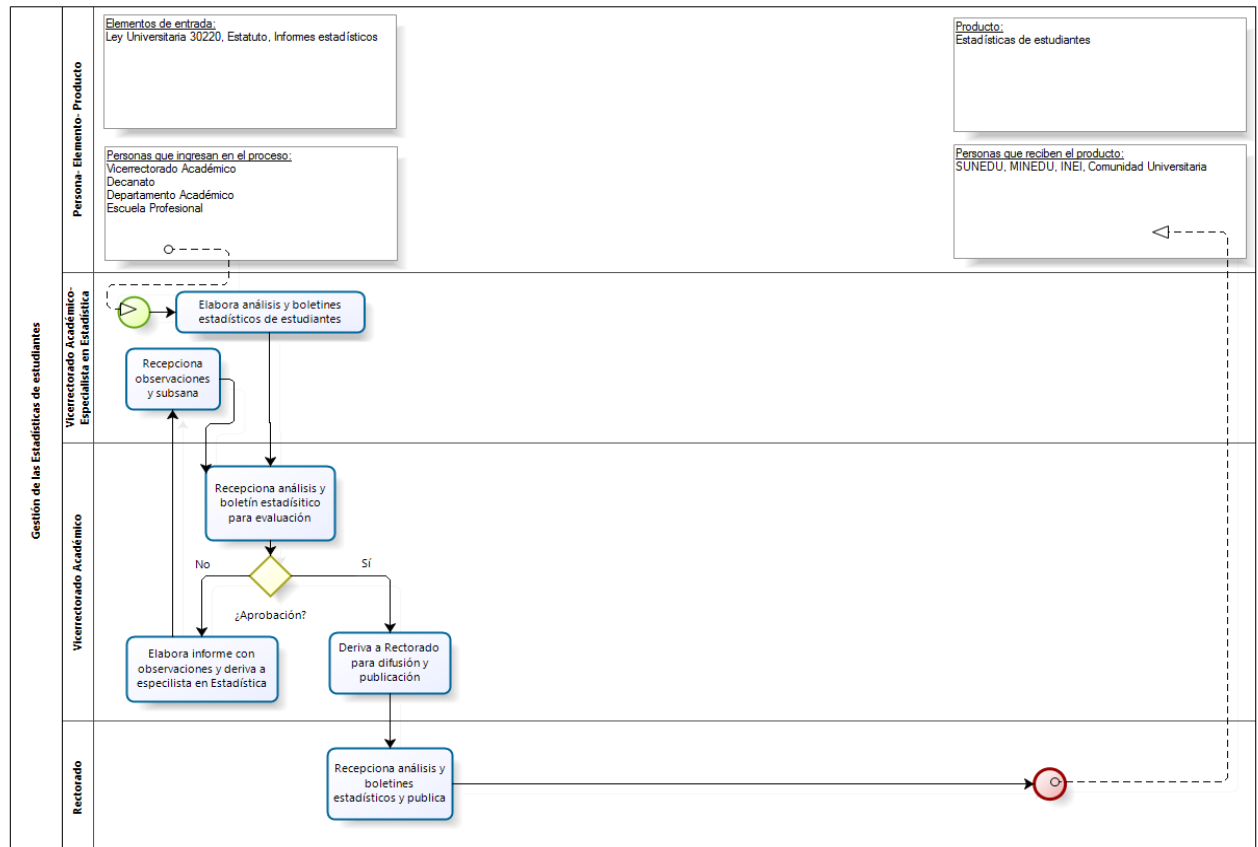 Gestión de las Estadísticas de estudiantes
Persona- Elemento- Producto
Elementos de entrada:
Ley Universitaria 30220, Estatuto, Informes estadísticos
Producto:
Estadísticas de estudiantes
Personas que ingresan en el proceso:
Vicerrectorado Académico
Decanato
Departamento Académico
Escuela Profesional
Personas que reciben el producto:
SUNEDU, MINEDU, INEI, Comunidad Universitaria
Vicerrectorado Académico-
Especialista en Estadística
Elabora análisis y boletines
estadísticos de estudiantes
Recepciona
observaciones
y subsana
Vicerrectorado Académico
Recepciona análisis y
boletín estadísitico
para evaluación
No
Sí
¿Aprobación?
Elabora informe con
observaciones y deriva a
especilista en Estadística
Deriva a Rectorado
para difusión y
publicación
Rectorado
Recepciona análisis y
boletines
estadísticos y publica